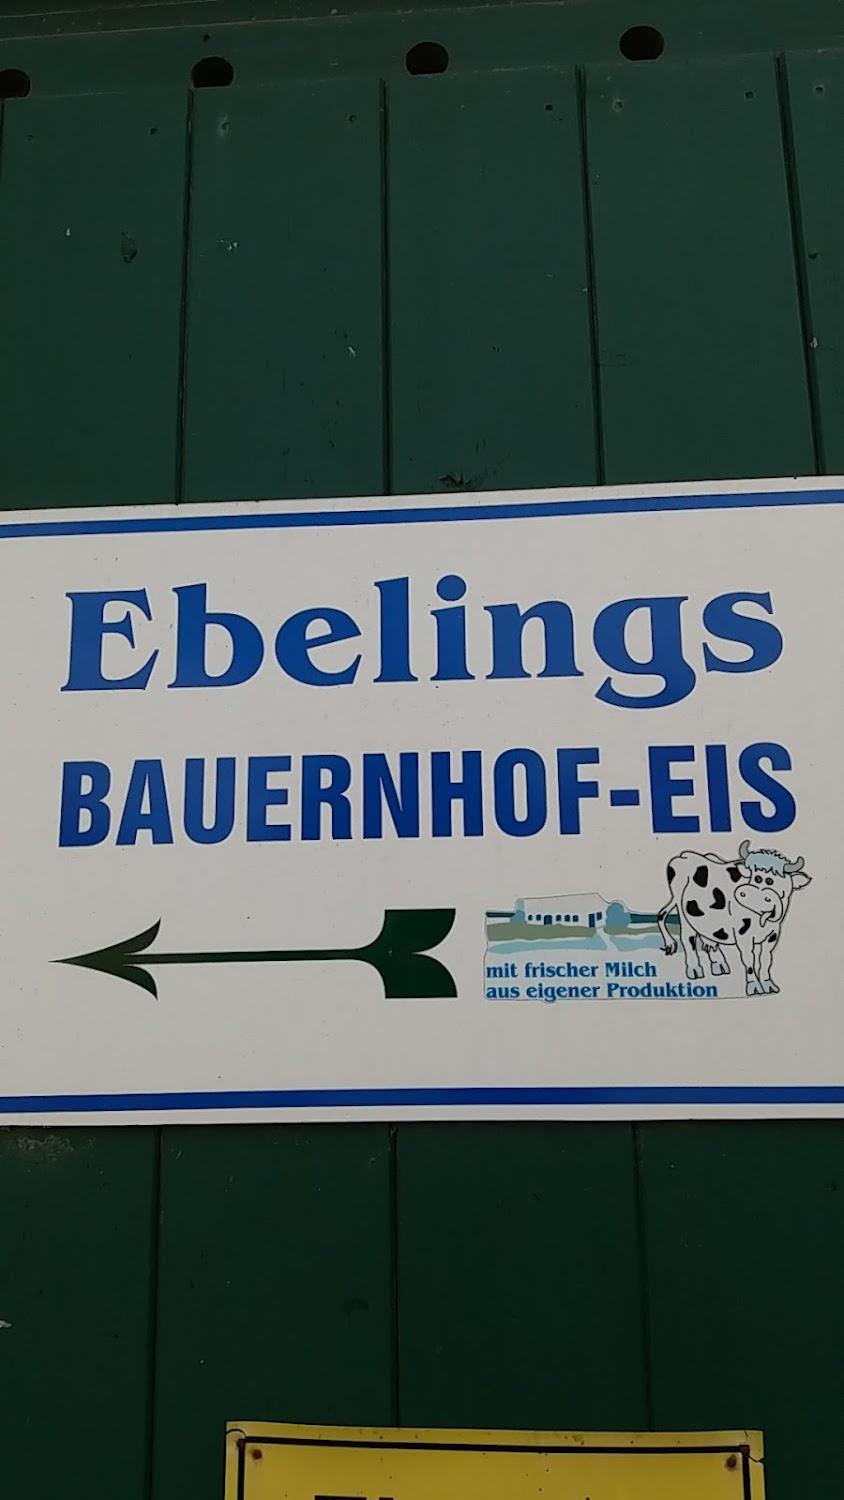 Ebelings
BAUERNHOF-EIS
mit frischer Milch
aus eigener Produktion